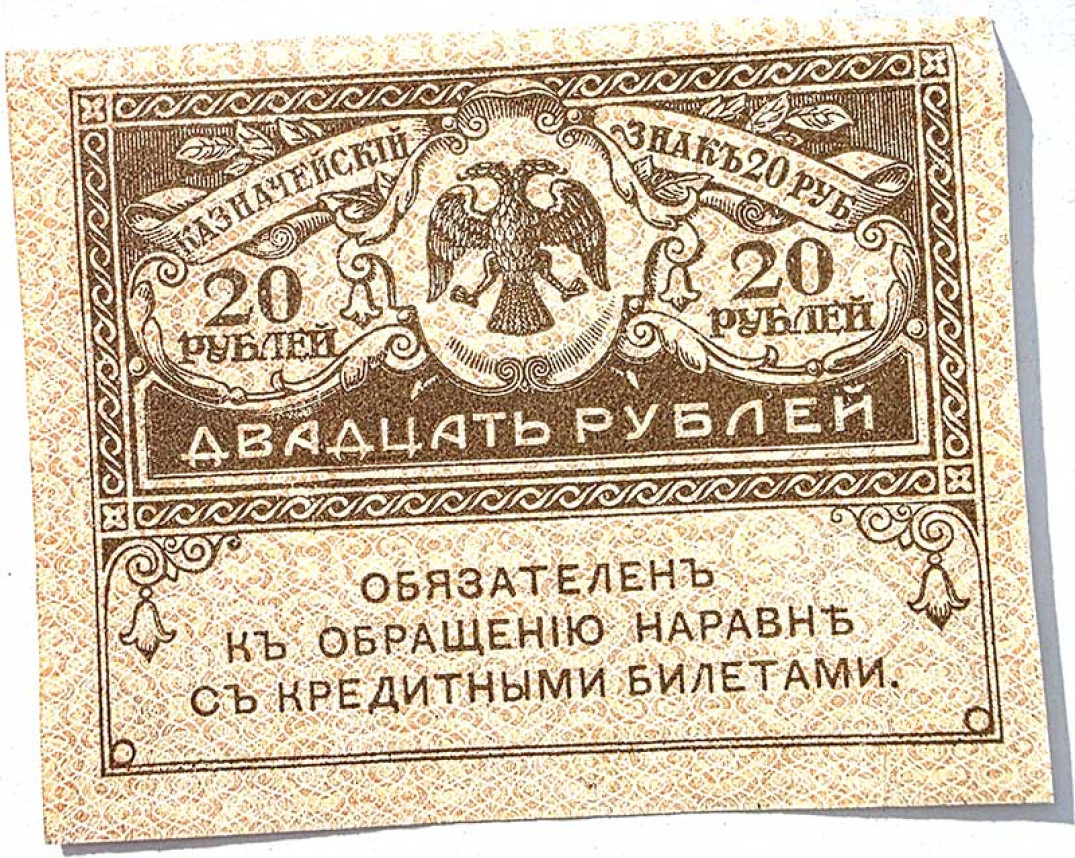 КАЗНАЧЕЙСКІЙ ЗНАКЪ 20 РУБ
20 20
РУБЛЕЙ РУБЛЕЙ
ДВАДЦАТЬ РУБЛЕЙ
ОБЯЗАТЕЛЕНЪ
КЪ ОБРАЩЕНІЮ НАРАВНѢ
СЪ КРЕДИТНЫМИ БИЛЕТАМИ.